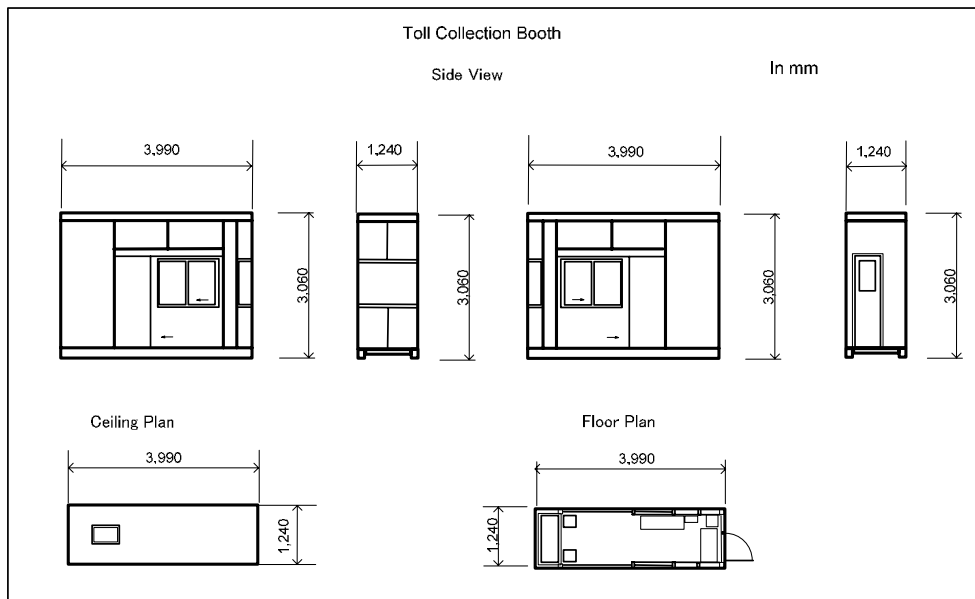 Toll Collection Booth
Side View
In mm
3,990
1,240
3,990
1,240
3,060
3,060
3,060
3,060
Ceiling Plan
Floor Plan
3,990
3,990
1,240
1,240